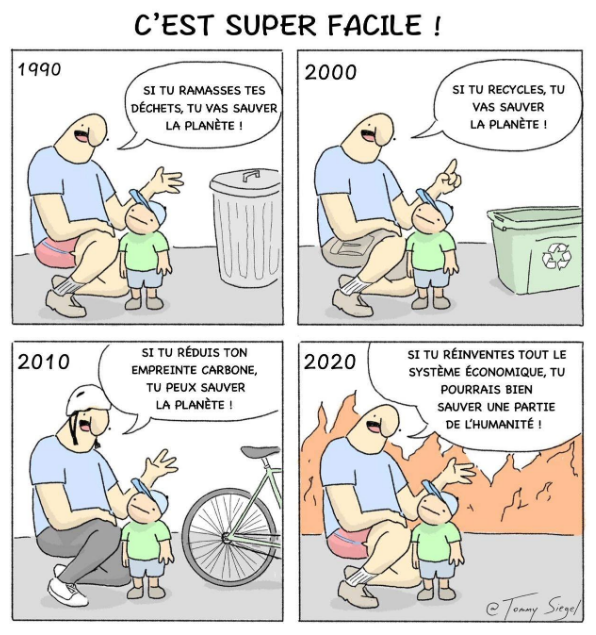 C'EST SUPER FACILE !
1990
SI TU RAMASSES TES
DÉCHETS, TU VAS SAUVER
LA PLANÈTE !
2000
SI TU RECYCLES, TU
VAS SAUVER
LA PLANÈTE !
2010
SI TU RÉDUIS TON
EMPREINTE CARBONE,
TU PEUX SAUVER
LA PLANÈTE !
2020
SI TU RÉINVENTES TOUT LE
SYSTÈME ÉCONOMIQUE, TU
POURRAIS BIEN
SAUVER UNE PARTIE
DE L'HUMANITÉ !
@ Tommy Siegel